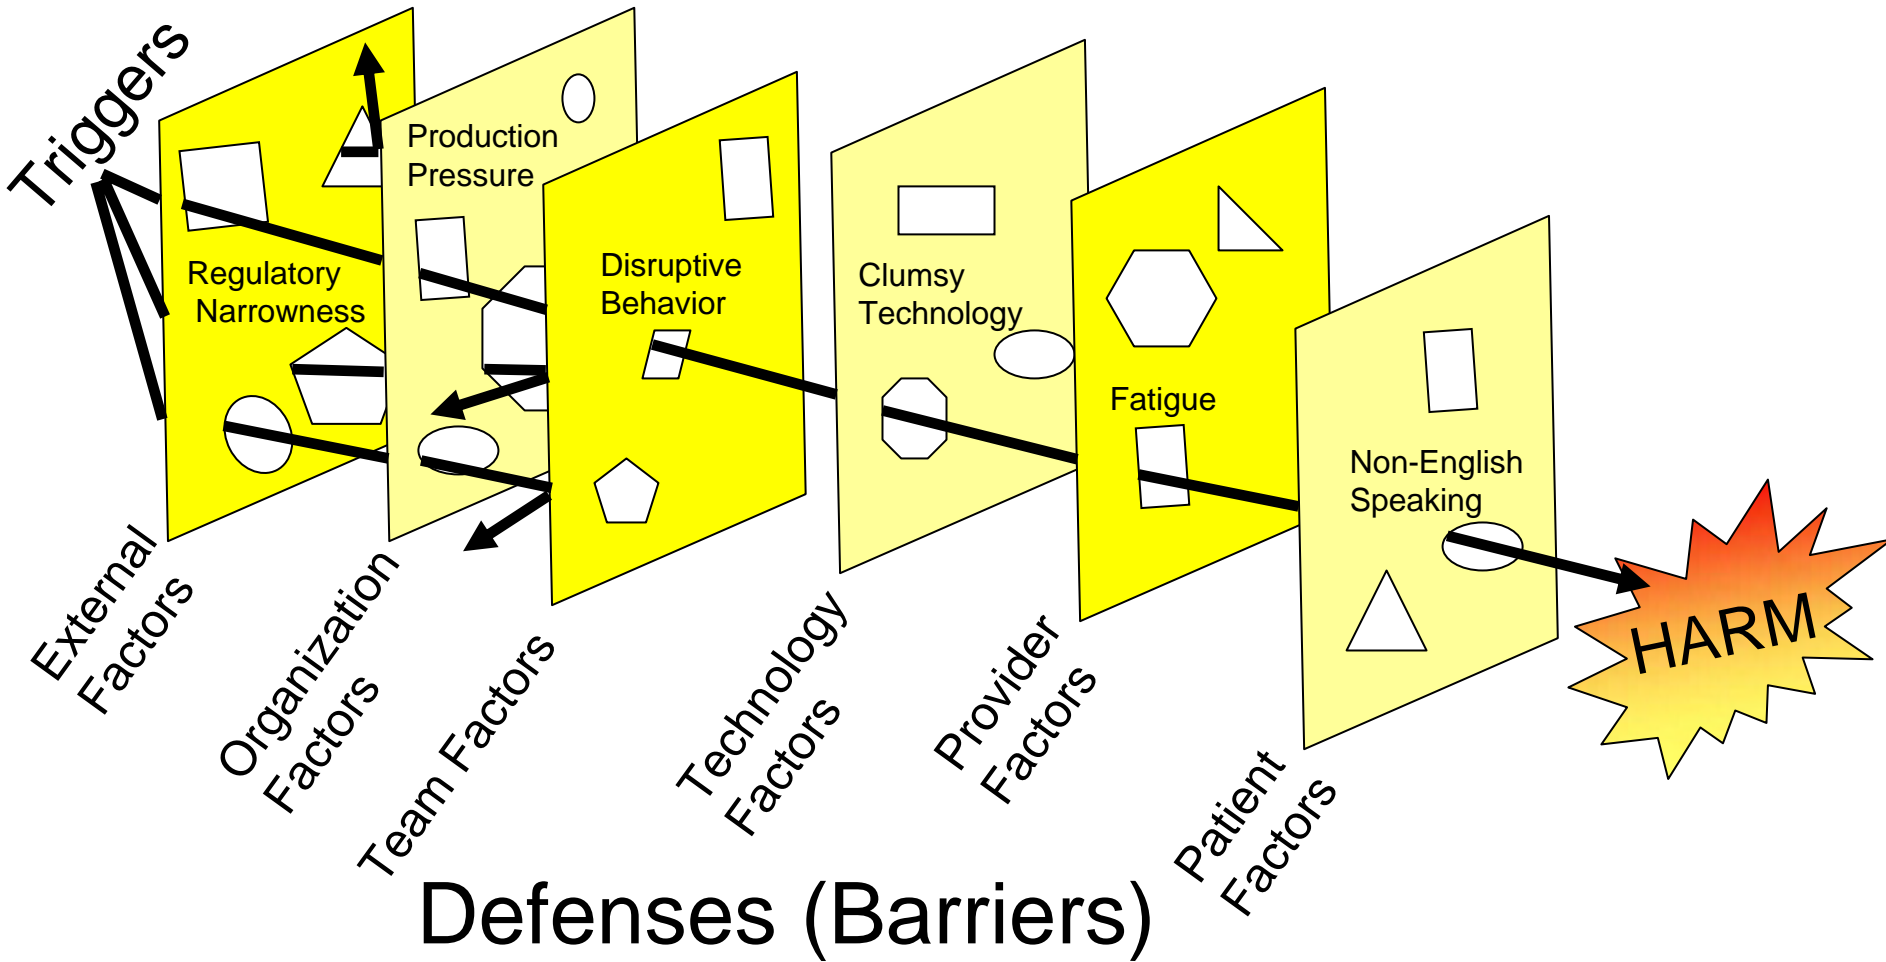 Triggers
Regulatory
Narrowness
Production
Pressure
Disruptive
Behavior
Clumsy
Technology
Fatigue
Non-English
Speaking
HARM
External
Factors
Organization
Factors
Team Factors
Technology
Factors
Provider
Factors
Patient
Factors
Defenses (Barriers)